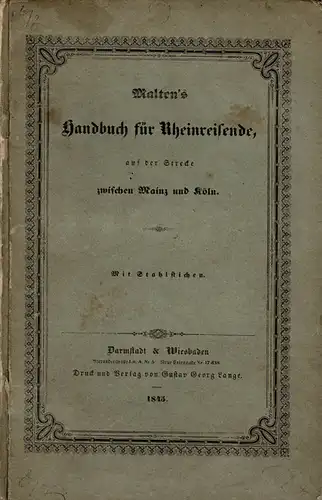 Malten's
Handbuch für Rheinreisende,
auf der Strecke
zwischen Mainz und Köln.
Mit Stahlstichen.
Darmstadt & Wiesbaden
Druck und Verlag von Gustav Georg Lange.
1845.